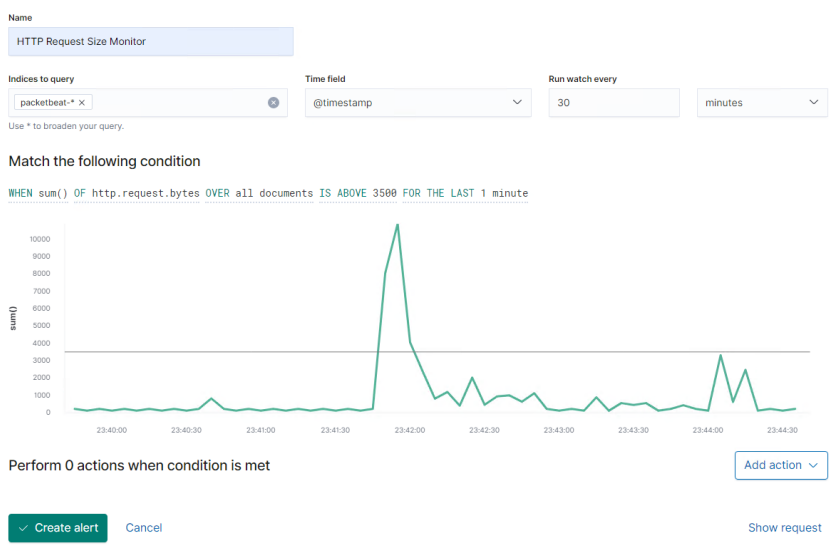 Name
HTTP Request Size Monitor
Indices to query Time field Run watch every
packetbeat-* × @timestamp 30 minutes
Use * to broaden your query.
Match the following condition
WHEN sum() OF http.request.bytes OVER all documents IS ABOVE 3500 FOR THE LAST 1 minute
10000
9000
8000
7000
6000
5000
4000
3000
2000
1000
0
sum()
23:40:00 23:40:30 23:41:00 23:41:30 23:42:00 23:42:30 23:43:00 23:43:30 23:44:00 23:44:30
Perform 0 actions when condition is met Add action
Create alert Cancel Show request